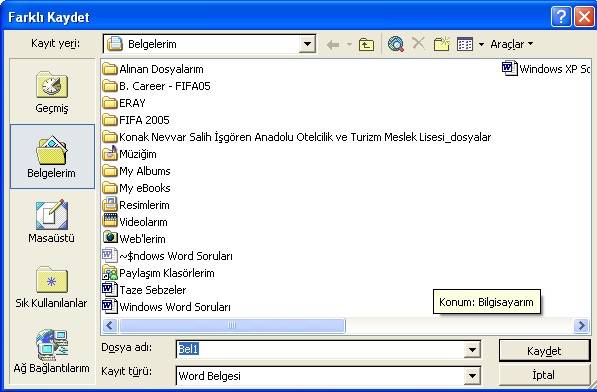 Farklı Kaydet
Kayıt yeri:
Belgelerim
Araçlar
Geçmiş
Belgelerim
Masaüstü
Sık Kullanılanlar
Ağ Bağlantılarım
Alınan Dosyalarım
B. Career - FIFA05
ERAY
FIFA 2005
Konak Nevvar Salih İşgören Anadolu Otelcilik ve Turizm Meslek Lisesi_dosyalar
Müziğim
My Albums
My eBooks
Resimlerim
Videolarım
Web'lerim
~$ndows Word Soruları
Paylaşım Klasörlerim
Taze Sebzeler
Windows Word Soruları
Windows XP So
Konum: Bilgisayarım
Dosya adı:
Bel1
Kaydet
Kayıt türü:
Word Belgesi
İptal